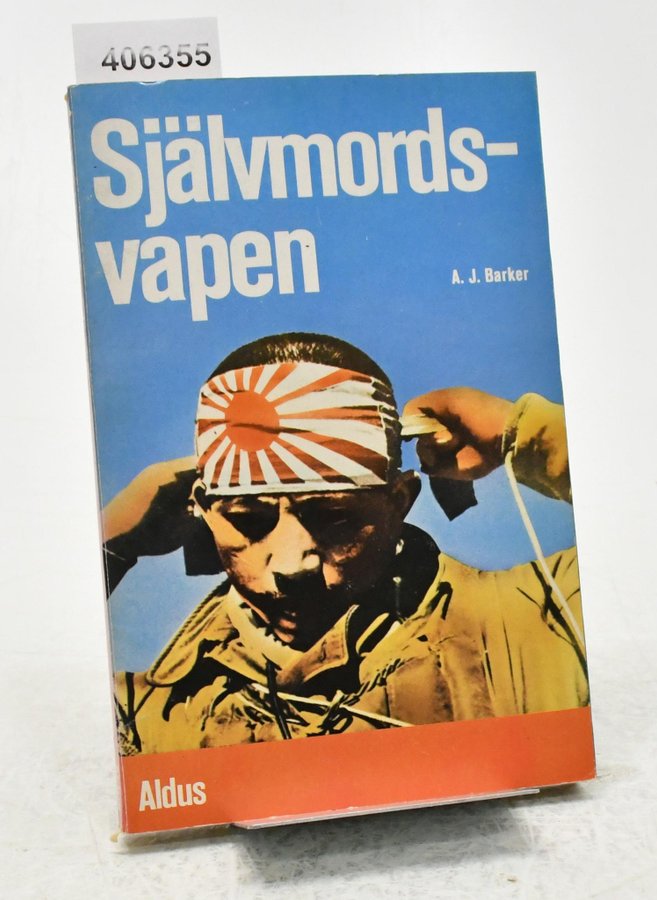 406355
Självmords-
vapen
A. J. Barker
Aldus